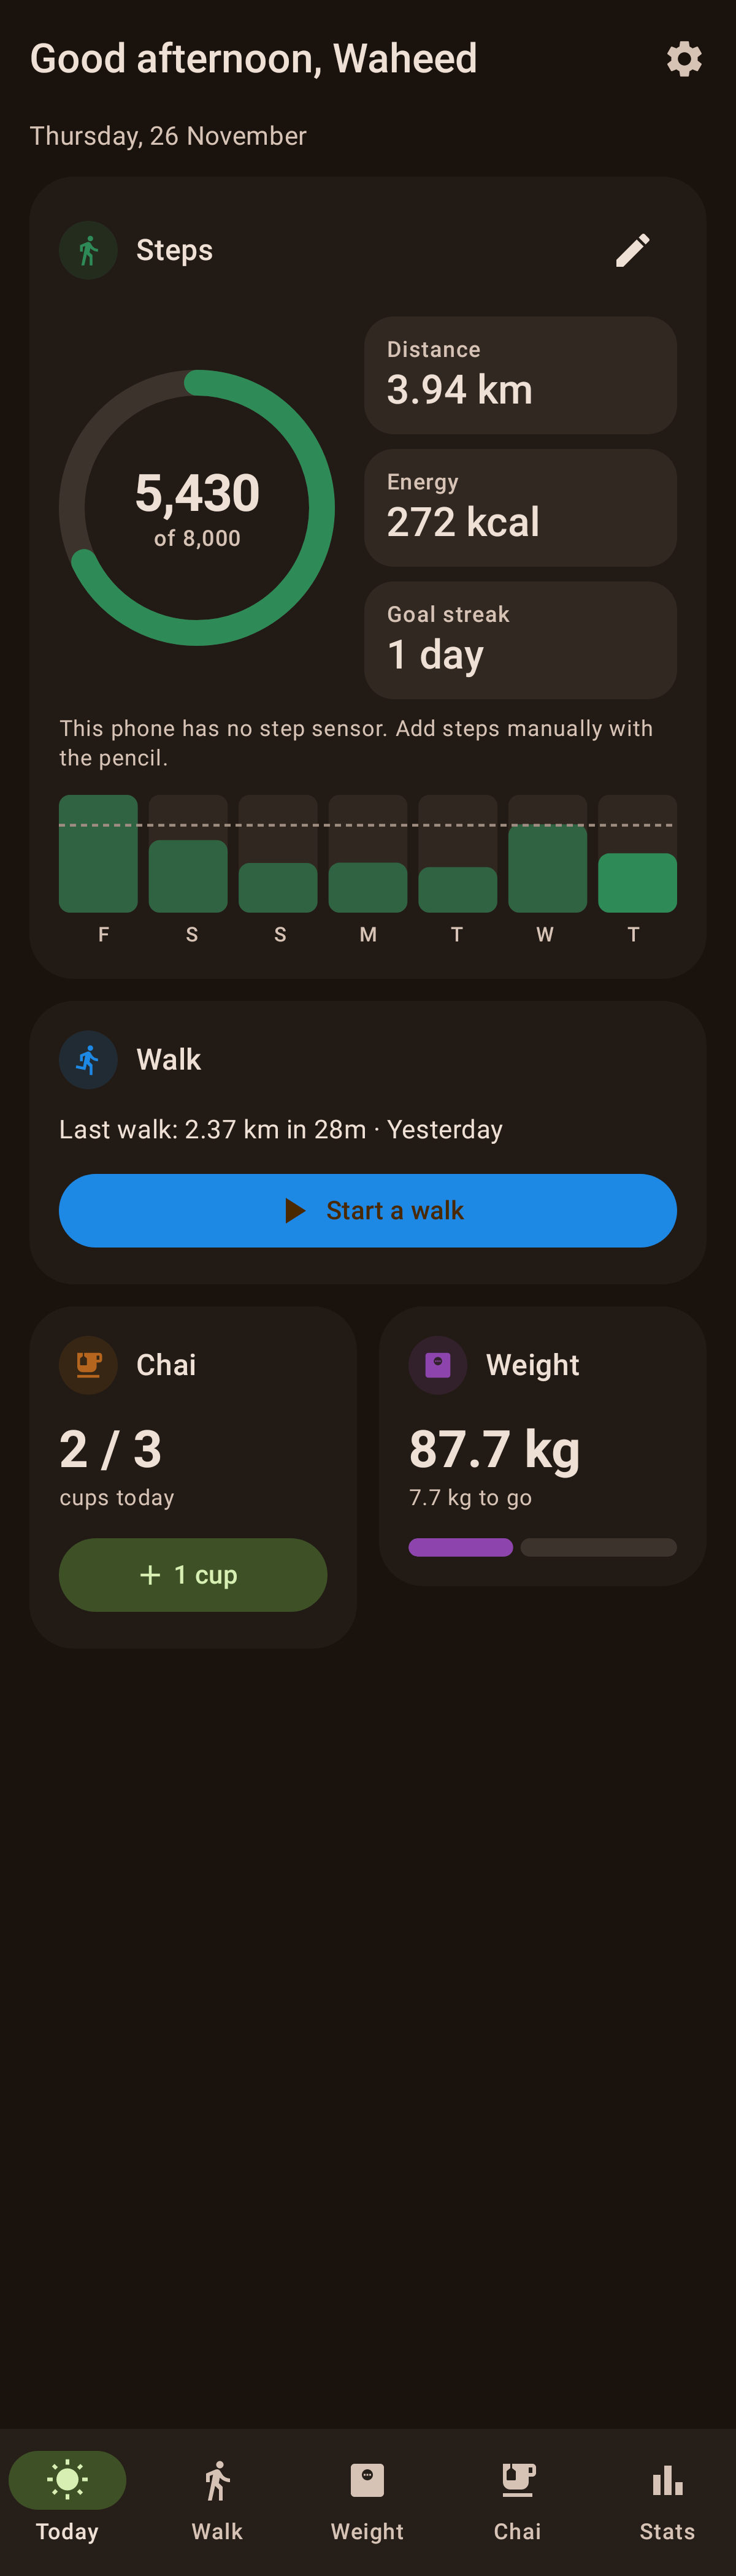 Good afternoon, Waheed
Thursday, 26 November
Steps
5,430
of 8,000
Distance
3.94 km
Energy
272 kcal
Goal streak
1 day
This phone has no step sensor. Add steps manually with
the pencil.
F S S M T W T
Walk
Last walk: 2.37 km in 28m · Yesterday
Start a walk
Chai
2 / 3
cups today
+ 1 cup
Weight
87.7 kg
7.7 kg to go
Today Walk Weight Chai Stats